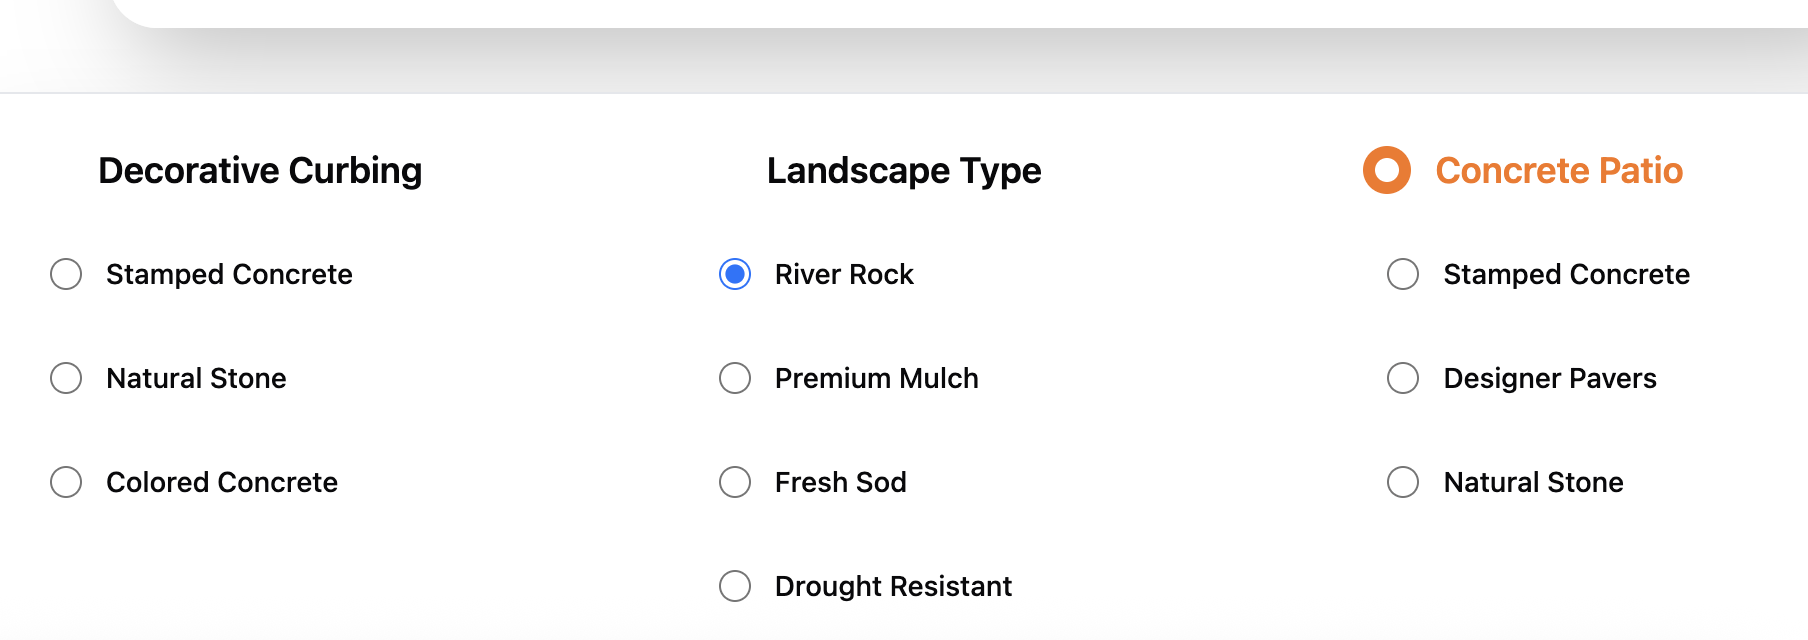 Decorative Curbing
Stamped Concrete
Natural Stone
Colored Concrete
Landscape Type
River Rock
Premium Mulch
Fresh Sod
Drought Resistant
Concrete Patio
Stamped Concrete
Designer Pavers
Natural Stone